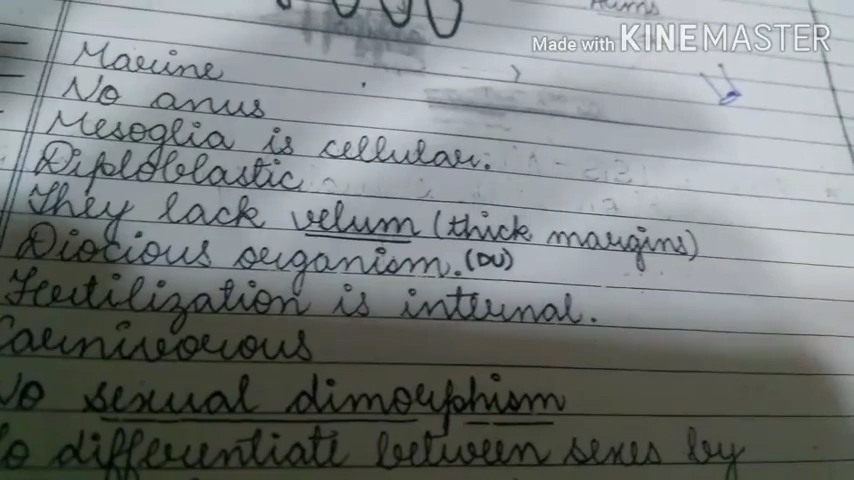 Made with KINEMASTER
Marine
No anus
Mesoglia is cellular.
Diploblastic
They lack velum (thick margins)
Diocious organism.(DU)
Fertilization is internal.
Carnivorous
No sexual dimorphism
differentiate between sexes by